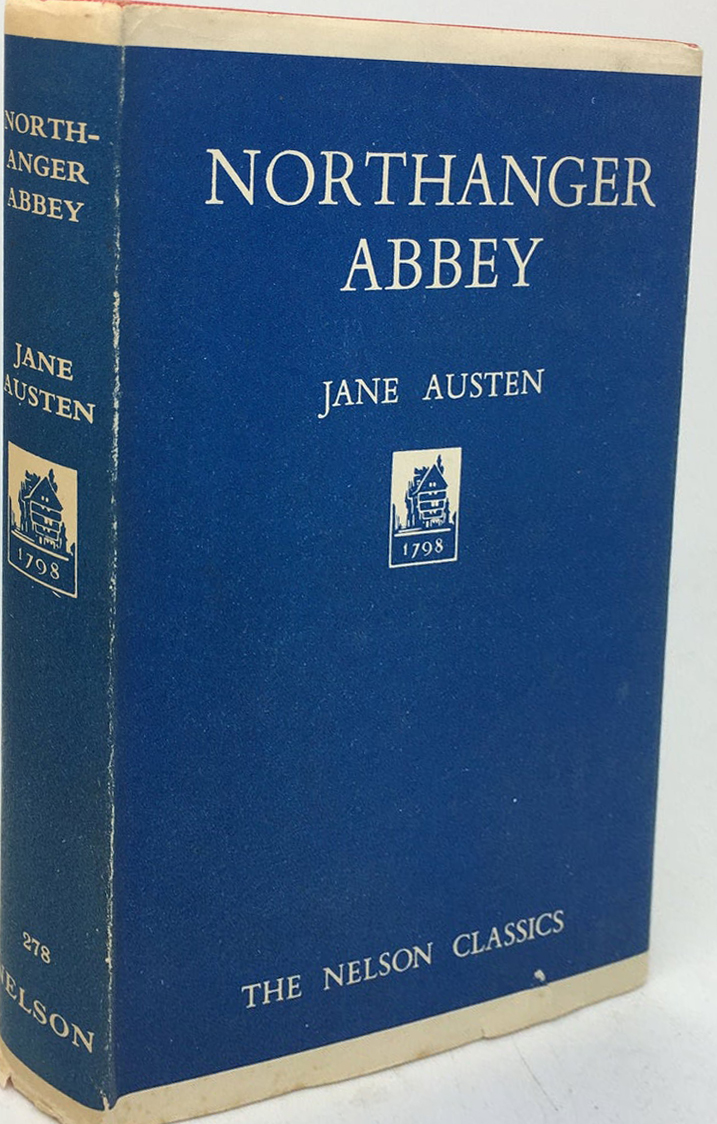 NORTH-
ANGER
ABBEY
JANE
AUSTEN
1798
278
NELSON
NORTHANGER
ABBEY
JANE AUSTEN
1798
THE NELSON CLASSICS